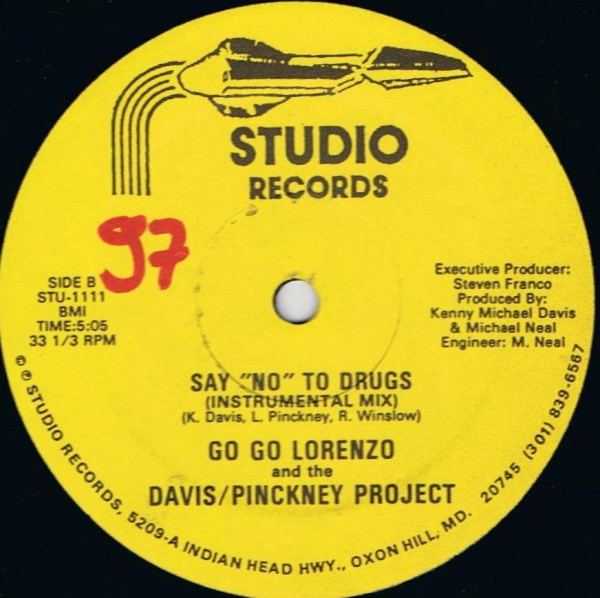 STUDIO
RECORDS
97
SIDE B
STU-1111
BMI
TIME:5:05
33 1/3 RPM
Executive Producer:
Steven Franco
Produced By:
Kenny Michael Davis
& Michael Neal
Engineer: M. Neal
SAY "NO" TO DRUGS
(INSTRUMENTAL MIX)
(K. Davis, L. Pinckney, R. Winslow)
GO GO LORENZO
and the
DAVIS/PINCKNEY PROJECT
© ℗ STUDIO RECORDS, 5209-A INDIAN HEAD HWY., OXON HILL, MD. 20745 (301) 839-6567